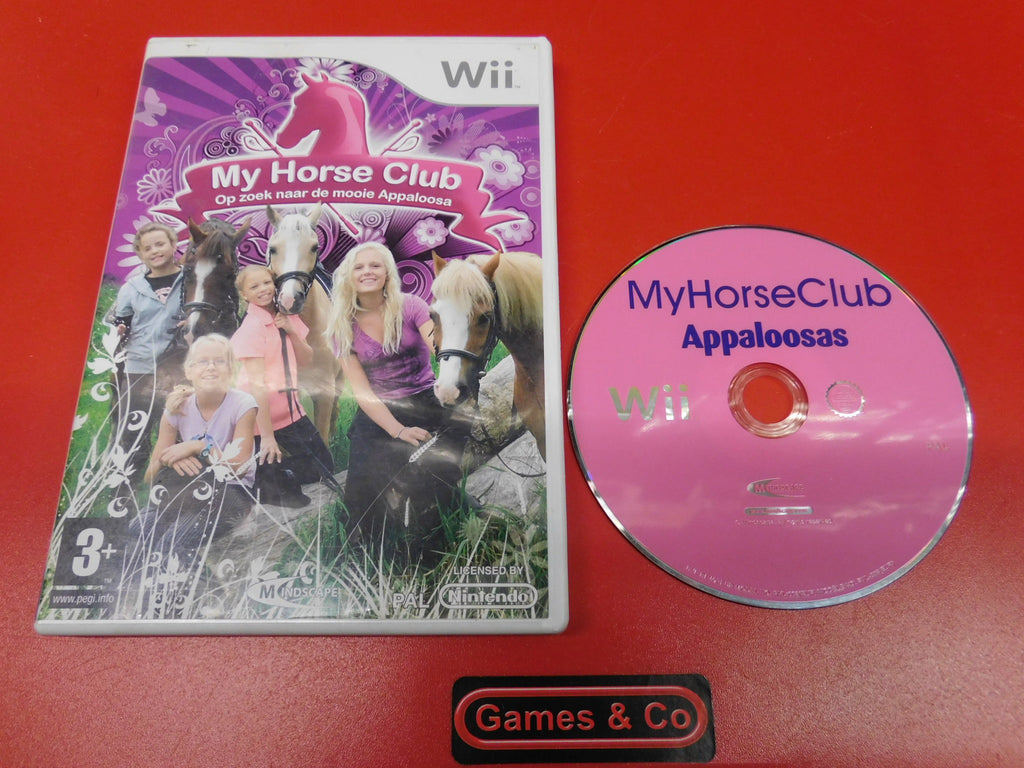 Wii
My Horse Club
Op zoek naar de mooie Appaloosa
3+
www.pegi.info
MINDSCAPE
PAL
LICENSED BY
Nintendo
MyHorseClub
Appaloosas
Wii
PAL
Games & Co